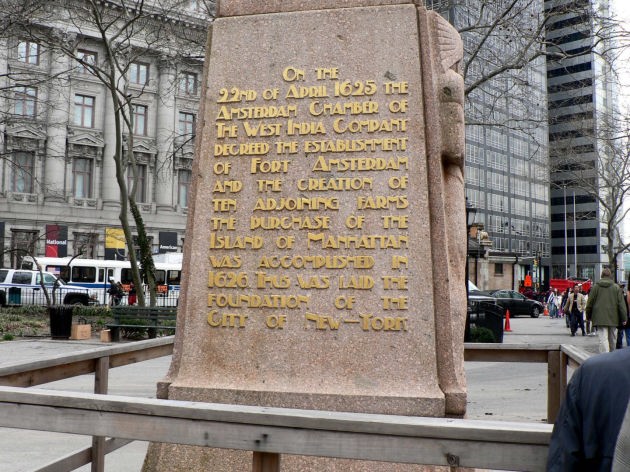 On the
22nd of April 1625 the
Amsterdam Chamber of
The West India Company
decreed the establishment
of Fort Amsterdam
and the creation of
ten adjoining farms
the purchase of the
Island of Manhattan
was accomplished in
1626. Thus was laid the
foundation of the
City of New-York.
National
American